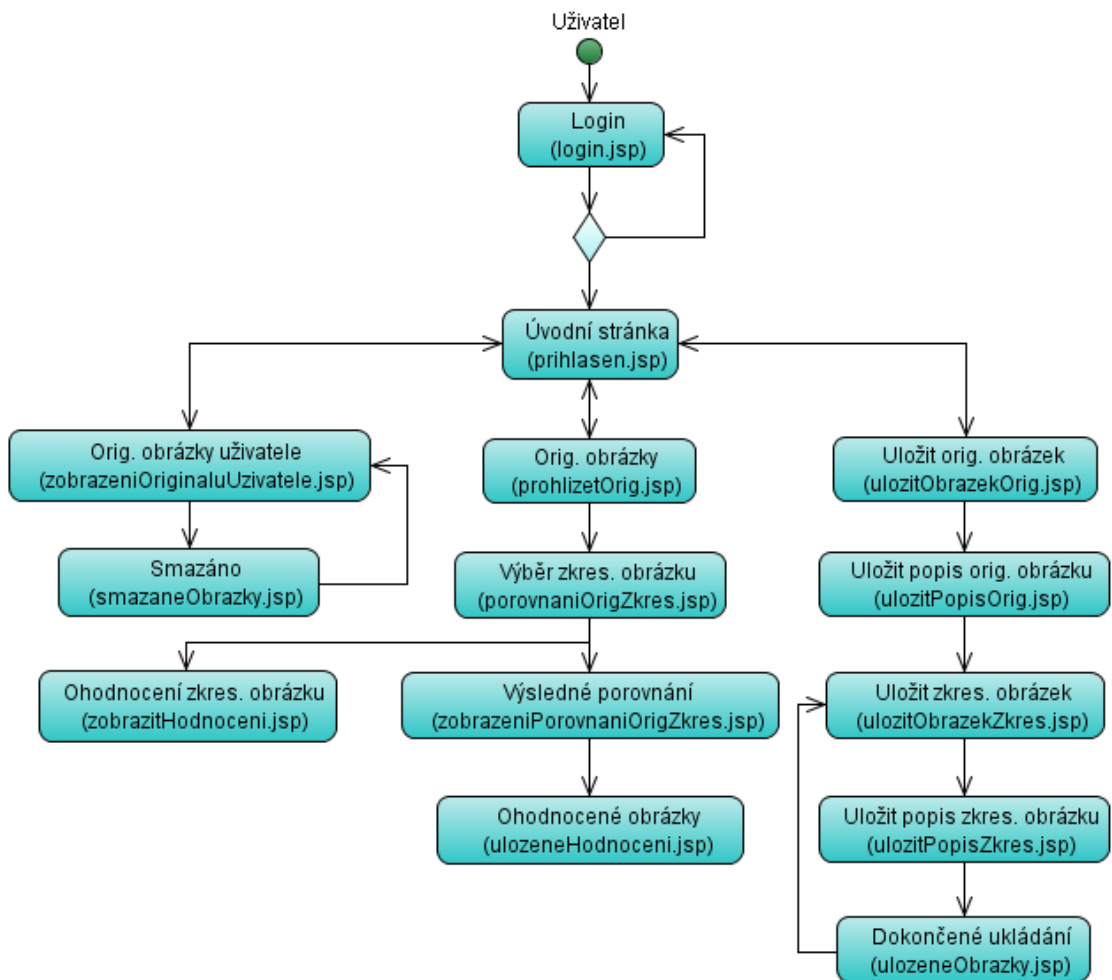 Uživatel
Login
(login.jsp)
Úvodní stránka
(prihlasen.jsp)
Orig. obrázky uživatele
(zobrazeniOriginaluUzivatele.jsp)
Smazáno
(smazaneObrazky.jsp)
Orig. obrázky
(prohlizetOrig.jsp)
Výběr zkres. obrázku
(porovnaniOrigZkres.jsp)
Ohodnocení zkres. obrázku
(zobrazitHodnoceni.jsp)
Výsledné porovnání
(zobrazeniPorovnaniOrigZkres.jsp)
Ohodnocené obrázky
(ulozeneHodnoceni.jsp)
Uložit orig. obrázek
(ulozitObrazekOrig.jsp)
Uložit popis orig. obrázku
(ulozitPopisOrig.jsp)
Uložit zkres. obrázek
(ulozitObrazekZkres.jsp)
Uložit popis zkres. obrázku
(ulozitPopisZkres.jsp)
Dokončené ukládání
(ulozeneObrazky.jsp)